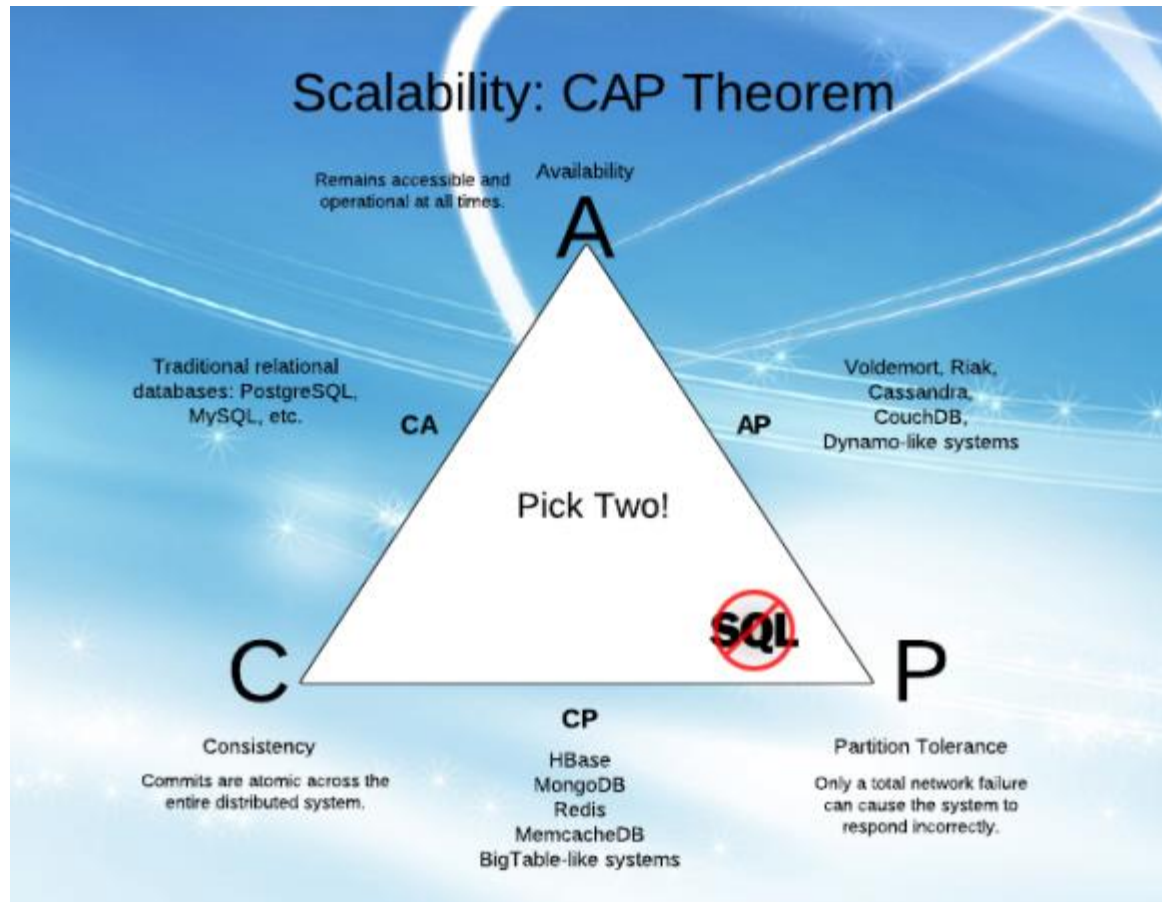 Scalability: CAP Theorem
Availability
Remains accessible and
operational at all times.
A
Traditional relational
databases: PostgreSQL,
MySQL, etc.
CA
Voldemort, Riak,
Cassandra,
CouchDB,
Dynamo-like systems
AP
Pick Two!
SQL
C
P
Consistency
Commits are atomic across the
entire distributed system.
CP
HBase
MongoDB
Redis
MemcacheDB
BigTable-like systems
Partition Tolerance
Only a total network failure
can cause the system to
respond incorrectly.